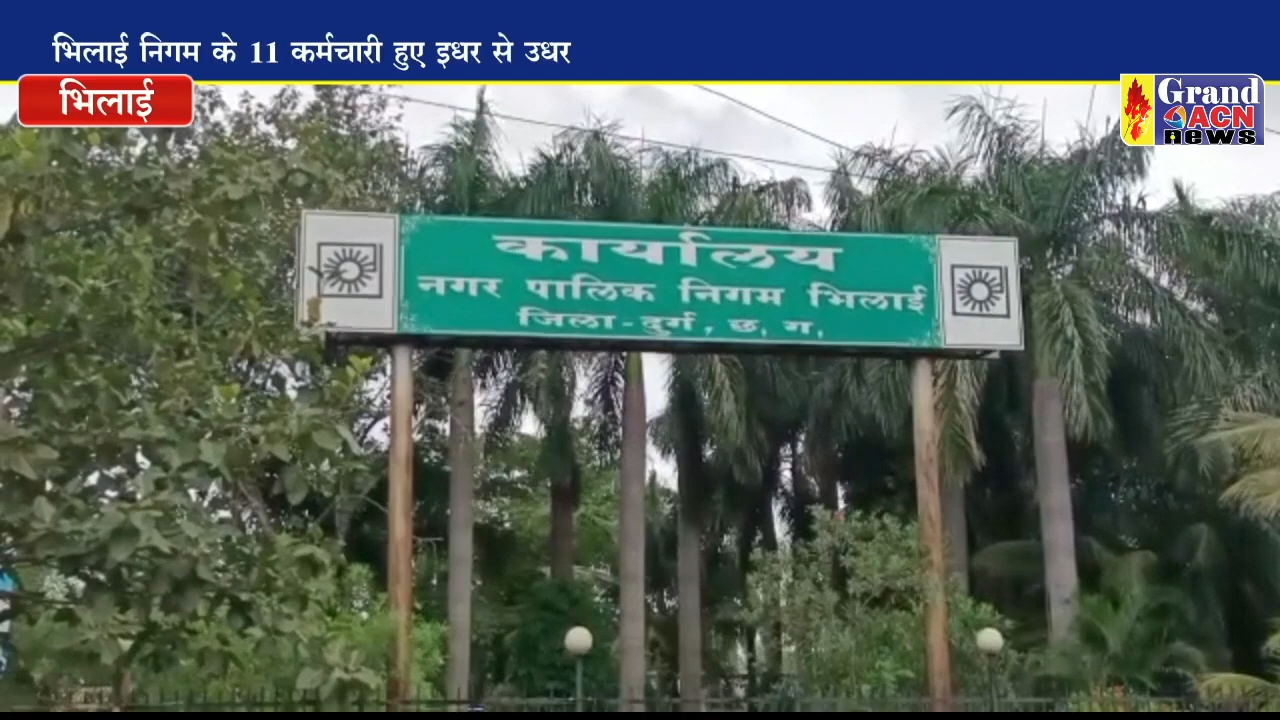 भिलाई निगम के 11 कर्मचारी हुए इधर से उधर
भिलाई
Grand
ACN
news
कार्यालय
नगर पालिक निगम भिलाई
जिला-दुर्ग, छ. ग.